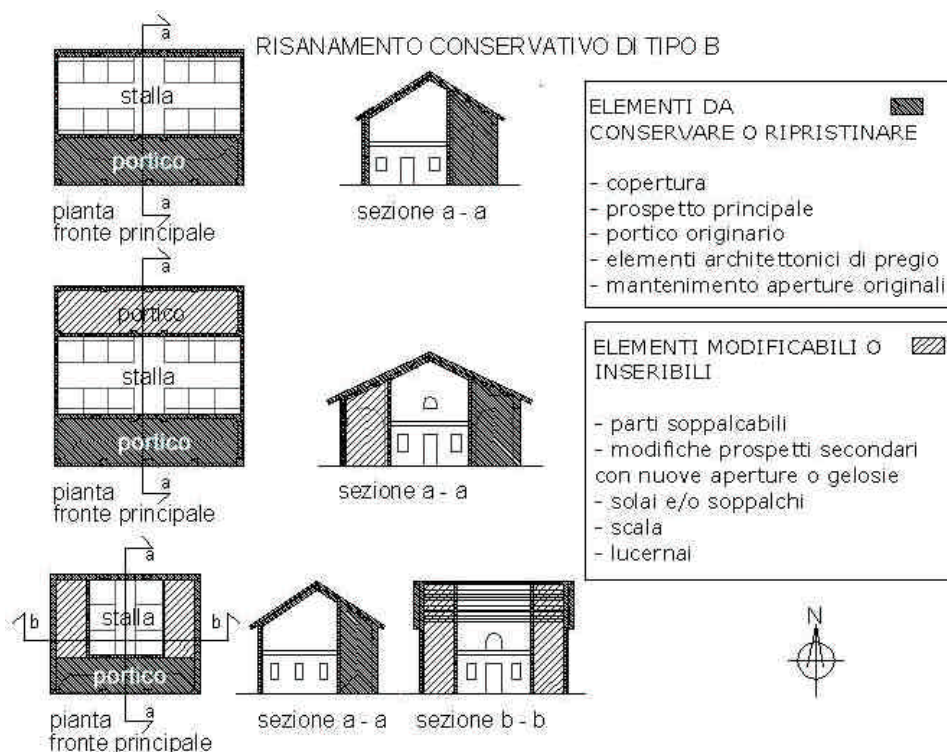 RISANAMENTO CONSERVATIVO DI TIPO B
a
stalla
portico
a
pianta
fronte principale
sezione a - a
a
portico
stalla
portico
a
pianta
fronte principale
sezione a - a
a
b
stalla
b
portico
a
pianta
fronte principale
sezione a - a
sezione b - b
ELEMENTI DA
CONSERVARE O RIPRISTINARE
- copertura
- prospetto principale
- portico originario
- elementi architettonici di pregio
- mantenimento aperture originali
ELEMENTI MODIFICABILI O
INSERIBILI
- parti soppalcabili
- modifiche prospetti secondari
con nuove aperture o gelosie
- solai e/o soppalchi
- scala
- lucernai
N